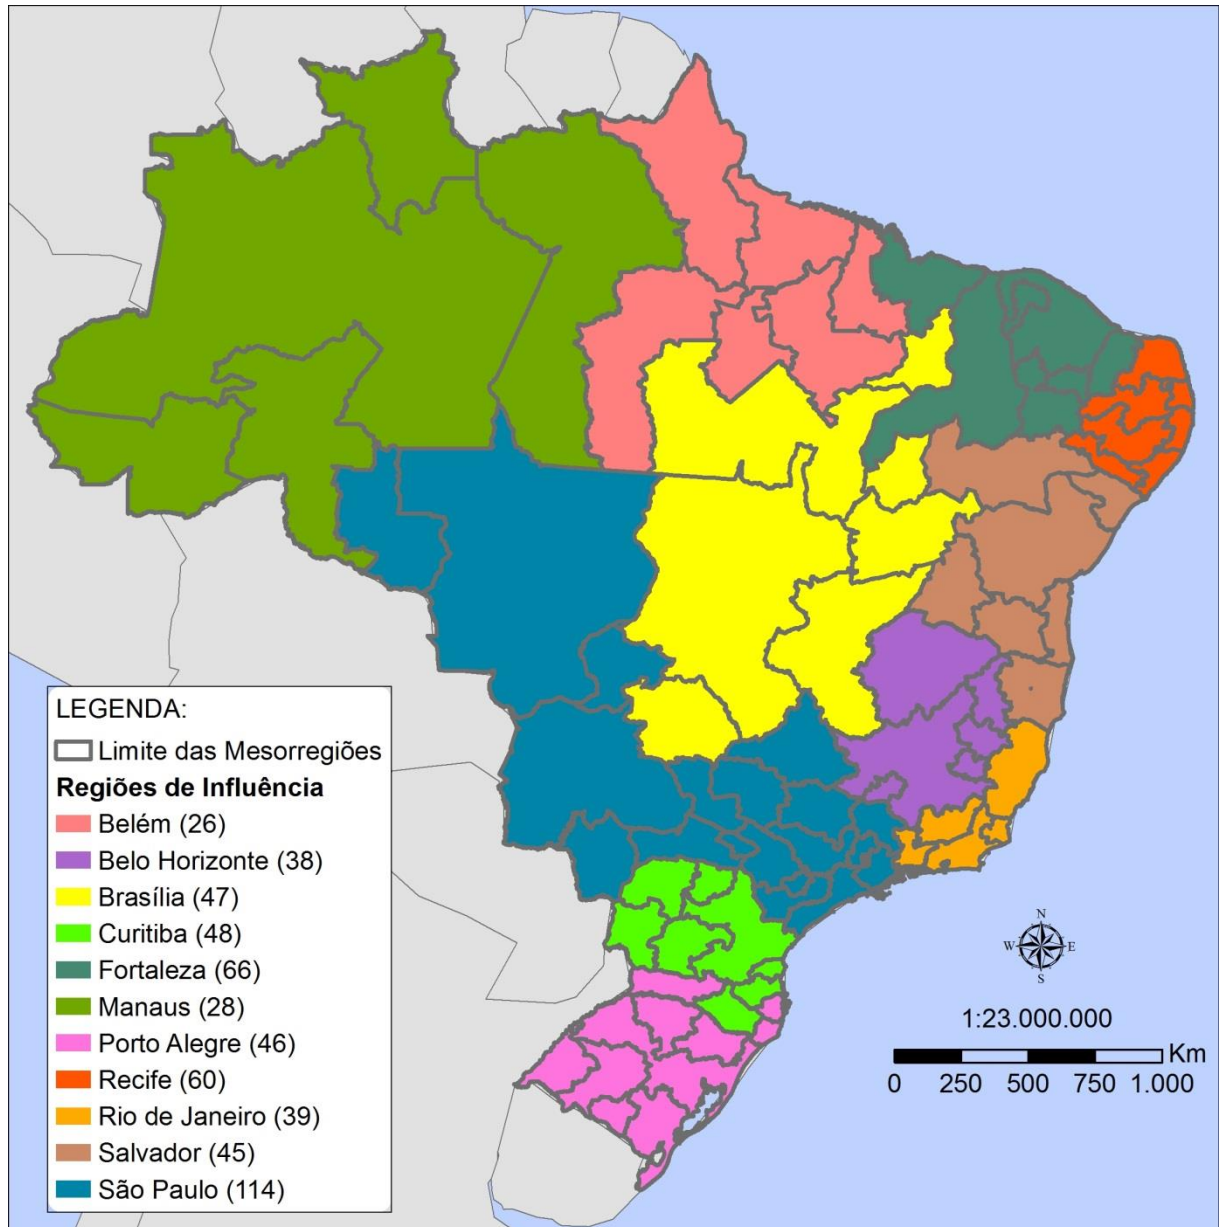 LEGENDA:
Limite das Mesorregiões
Regiões de Influência
Belém (26)
Belo Horizonte (38)
Brasília (47)
Curitiba (48)
Fortaleza (66)
Manaus (28)
Porto Alegre (46)
Recife (60)
Rio de Janeiro (39)
Salvador (45)
São Paulo (114)
N
W E
S
1:23.000.000
Km
0 250 500 750 1.000